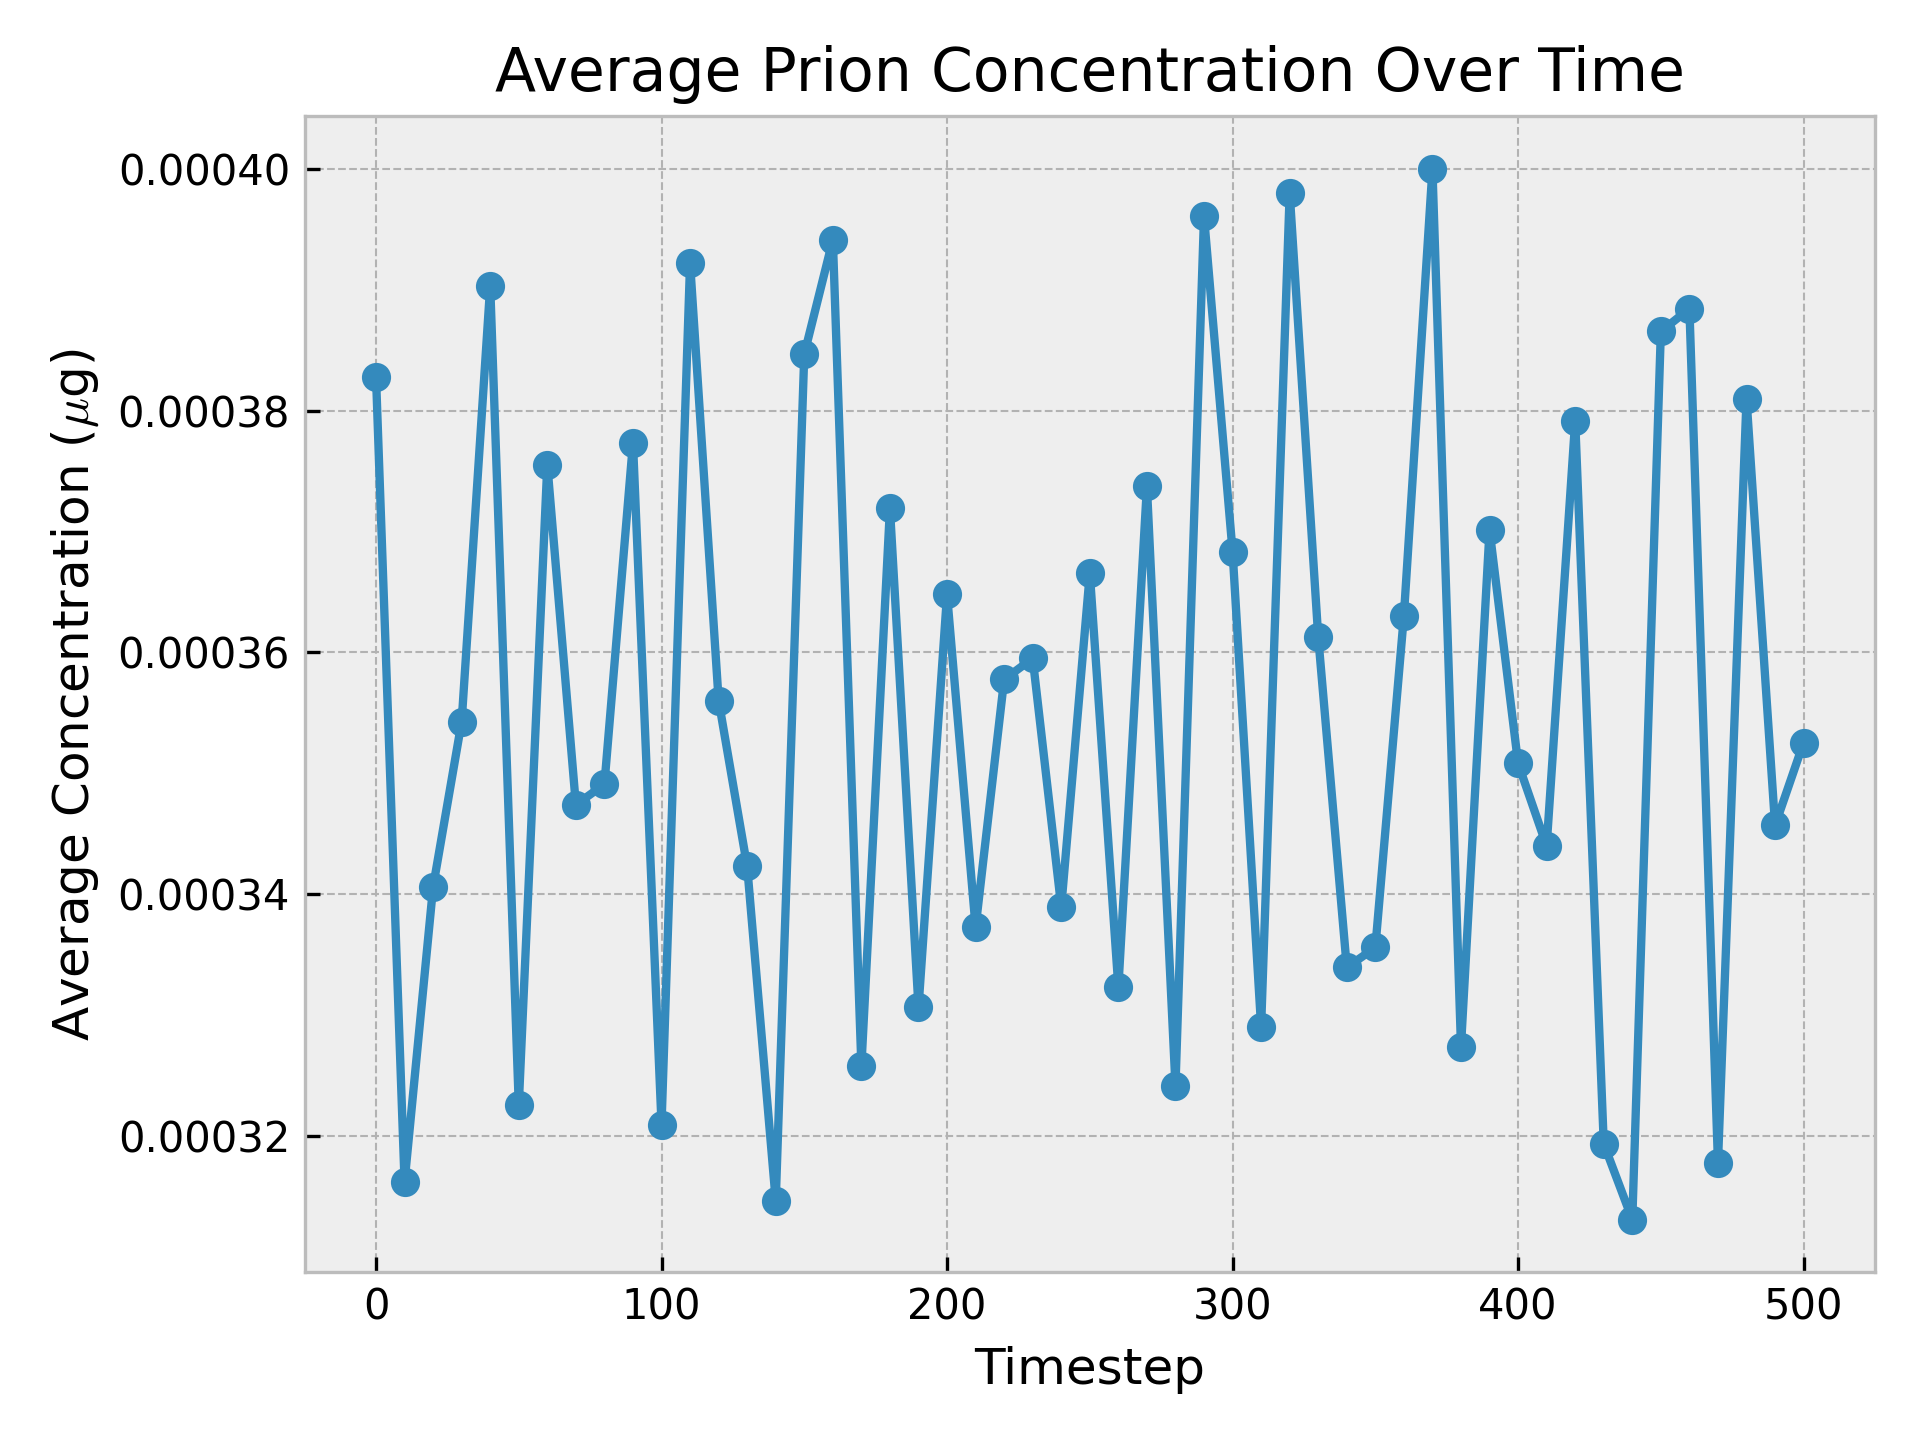 Average Prion Concentration Over Time
Average Concentration (μg)
0.00040
0.00038
0.00036
0.00034
0.00032
0 100 200 300 400 500
Timestep